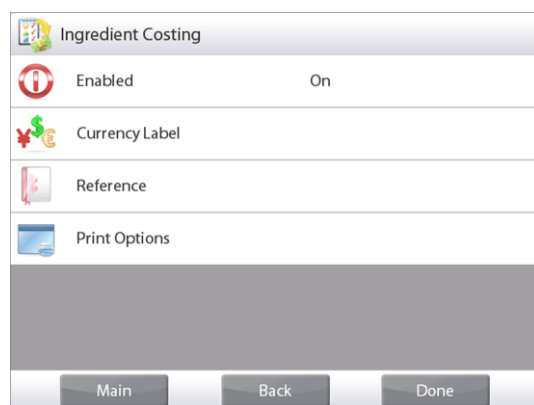 Ingredient Costing
Enabled On
Currency Label
Reference
Print Options
Main Back Done